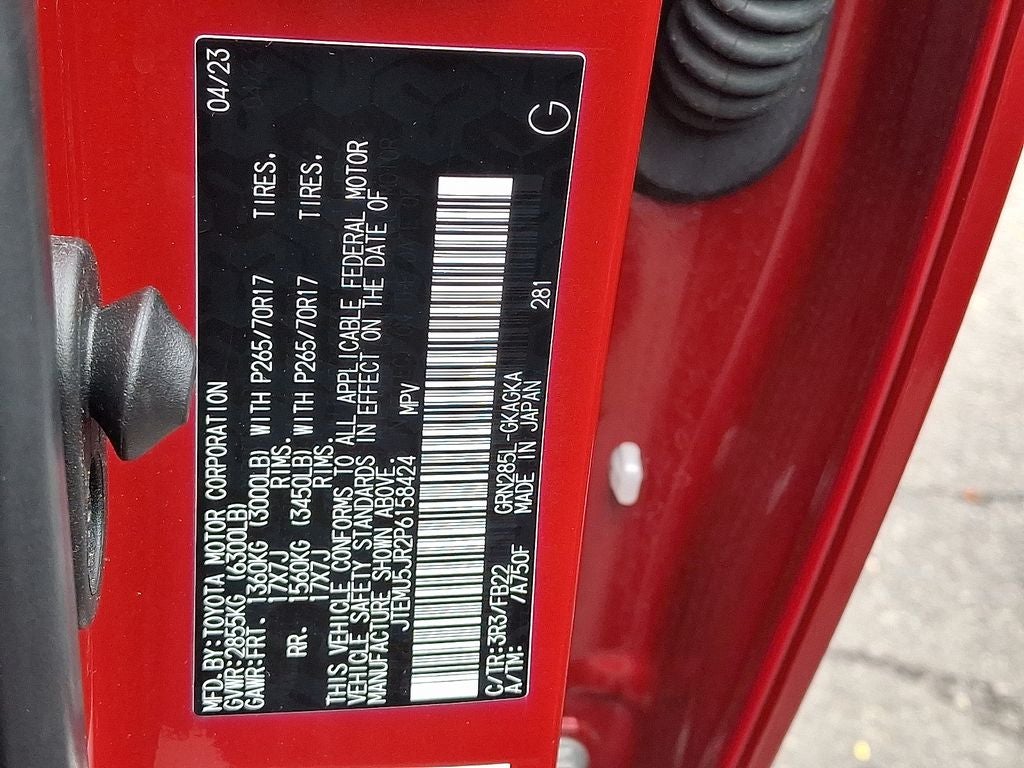 MFD.BY:TOYOTA MOTOR CORPORATION 04/23
GVWR:2855KG (6300LB)
GAWR:FRT. 1360KG (3000LB) WITH P265/70R17 TIRES.
17X7J RIMS.
RR. 1560KG (3450LB) WITH P265/70R17 TIRES.
17X7J RIMS.
THIS VEHICLE CONFORMS TO ALL APPLICABLE FEDERAL MOTOR
VEHICLE SAFETY STANDARDS IN EFFECT ON THE DATE OF
MANUFACTURE SHOWN ABOVE.
JTEMU5JR2P6158424 MPV
C/TR:3R3/FB22 GRN285L-GKAGKA 281 G
A/TM: /A750F MADE IN JAPAN